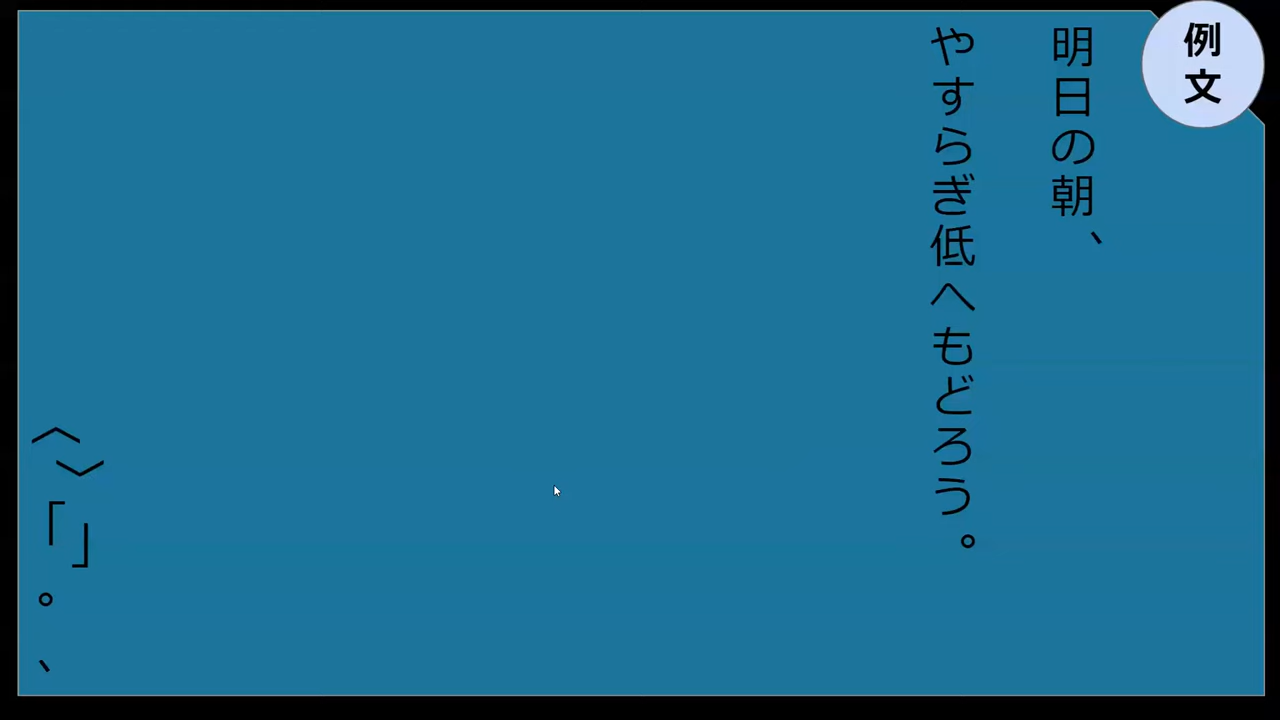 例文
明日の朝、
やすらぎ低へもどろう。
〈〉
「」
。
、